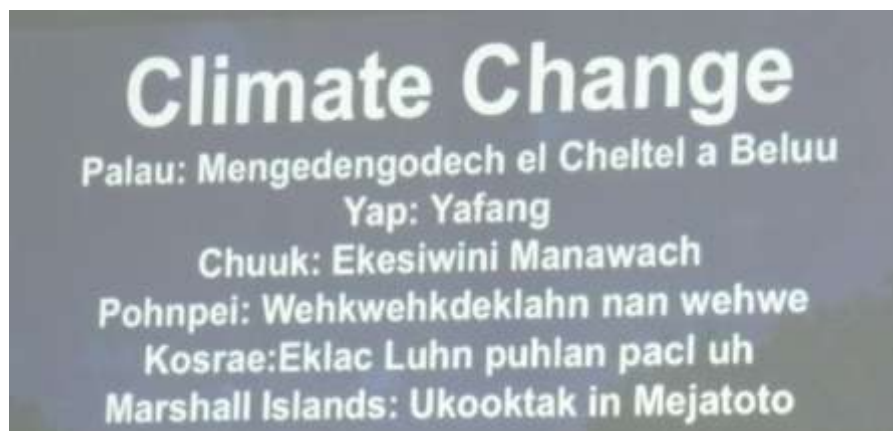 Climate Change
Palau: Mengedengodech el Cheltel a Beluu
Yap: Yafang
Chuuk: Ekesiwini Manawach
Pohnpei: Wehkwehkdeklahn nan wehwe
Kosrae:Eklac Luhn puhlan pacl uh
Marshall Islands: Ukooktak in Mejatoto